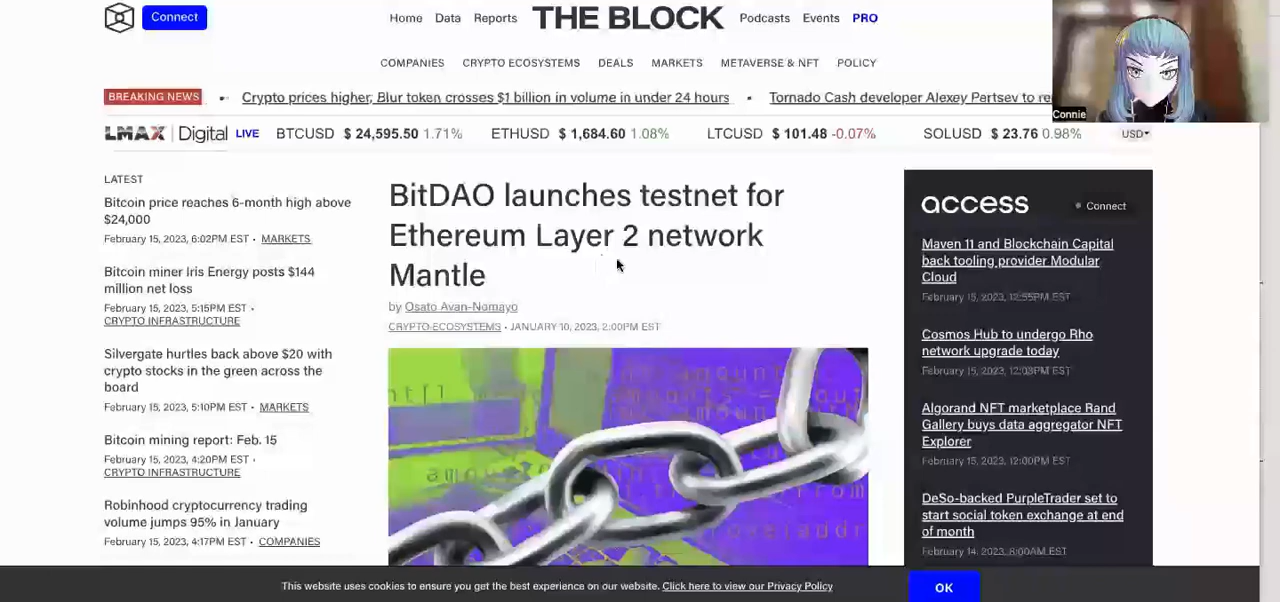 Connect
Home Data Reports THE BLOCK Podcasts Events PRO
COMPANIES CRYPTO ECOSYSTEMS DEALS MARKETS METAVERSE & NFT POLICY
Connie
BREAKING NEWS • Crypto prices higher, Blur token crosses $1 billion in volume in under 24 hours • Tornado Cash developer Alexey Pertsev to re
LMAX Digital LIVE BTCUSD $ 24,595.50 1.71% ETHUSD $ 1,684.60 1.08% LTCUSD $ 101.48 -0.07% SOLUSD $ 23.76 0.98% USD
LATEST
Bitcoin price reaches 6-month high above
$24,000
February 15, 2023, 6:02PM EST • MARKETS
Bitcoin miner Iris Energy posts $144
million net loss
February 15, 2023, 5:15PM EST •
CRYPTO INFRASTRUCTURE
Silvergate hurtles back above $20 with
crypto stocks in the green across the
board
February 15, 2023, 5:10PM EST • MARKETS
Bitcoin mining report: Feb. 15
February 15, 2023, 4:20PM EST •
CRYPTO INFRASTRUCTURE
Robinhood cryptocurrency trading
volume jumps 95% in January
February 15, 2023, 4:17PM EST • COMPANIES
BitDAO launches testnet for
Ethereum Layer 2 network
Mantle
by Osato Avan-Nomayo
CRYPTO ECOSYSTEMS • JANUARY 10, 2023, 2:00PM EST
access • Connect
Maven 11 and Blockchain Capital
back tooling provider Modular
Cloud
February 15, 2023, 12:55PM EST
Cosmos Hub to undergo Rho
network upgrade today
February 15, 2023, 12:03PM EST
Algorand NFT marketplace Rand
Gallery buys data aggregator NFT
Explorer
February 15, 2023, 12:00PM EST
DeSo-backed PurpleTrader set to
start social token exchange at end
of month
February 14, 2023, 8:00AM EST
This website uses cookies to ensure you get the best experience on our website. Click here to view our Privacy Policy OK